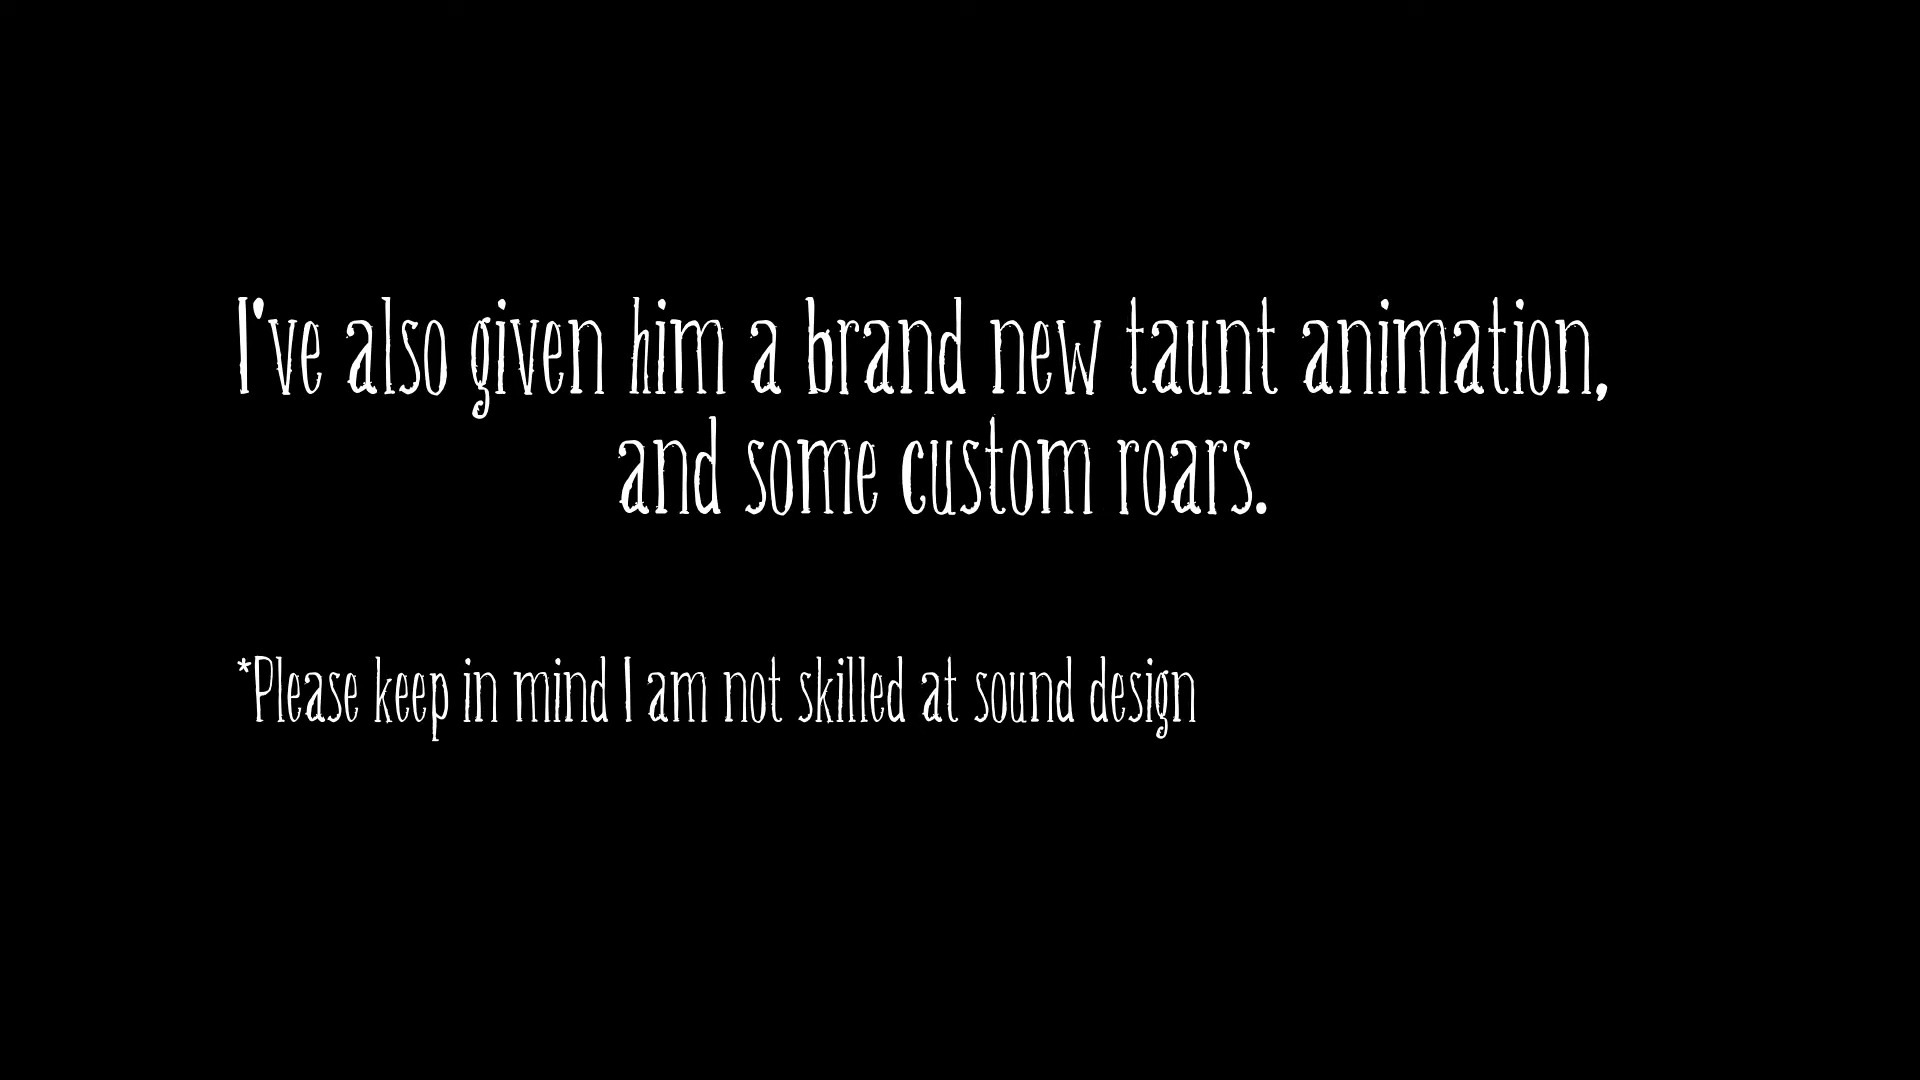 I've also given him a brand new taunt animation,
and some custom roars.
*Please keep in mind I am not skilled at sound design